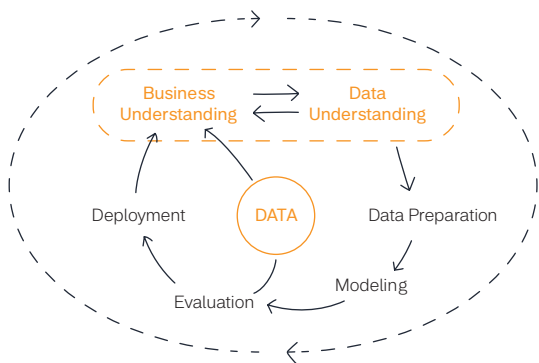 Business
Understanding
Data
Understanding
Deployment
DATA
Data Preparation
Modeling
Evaluation